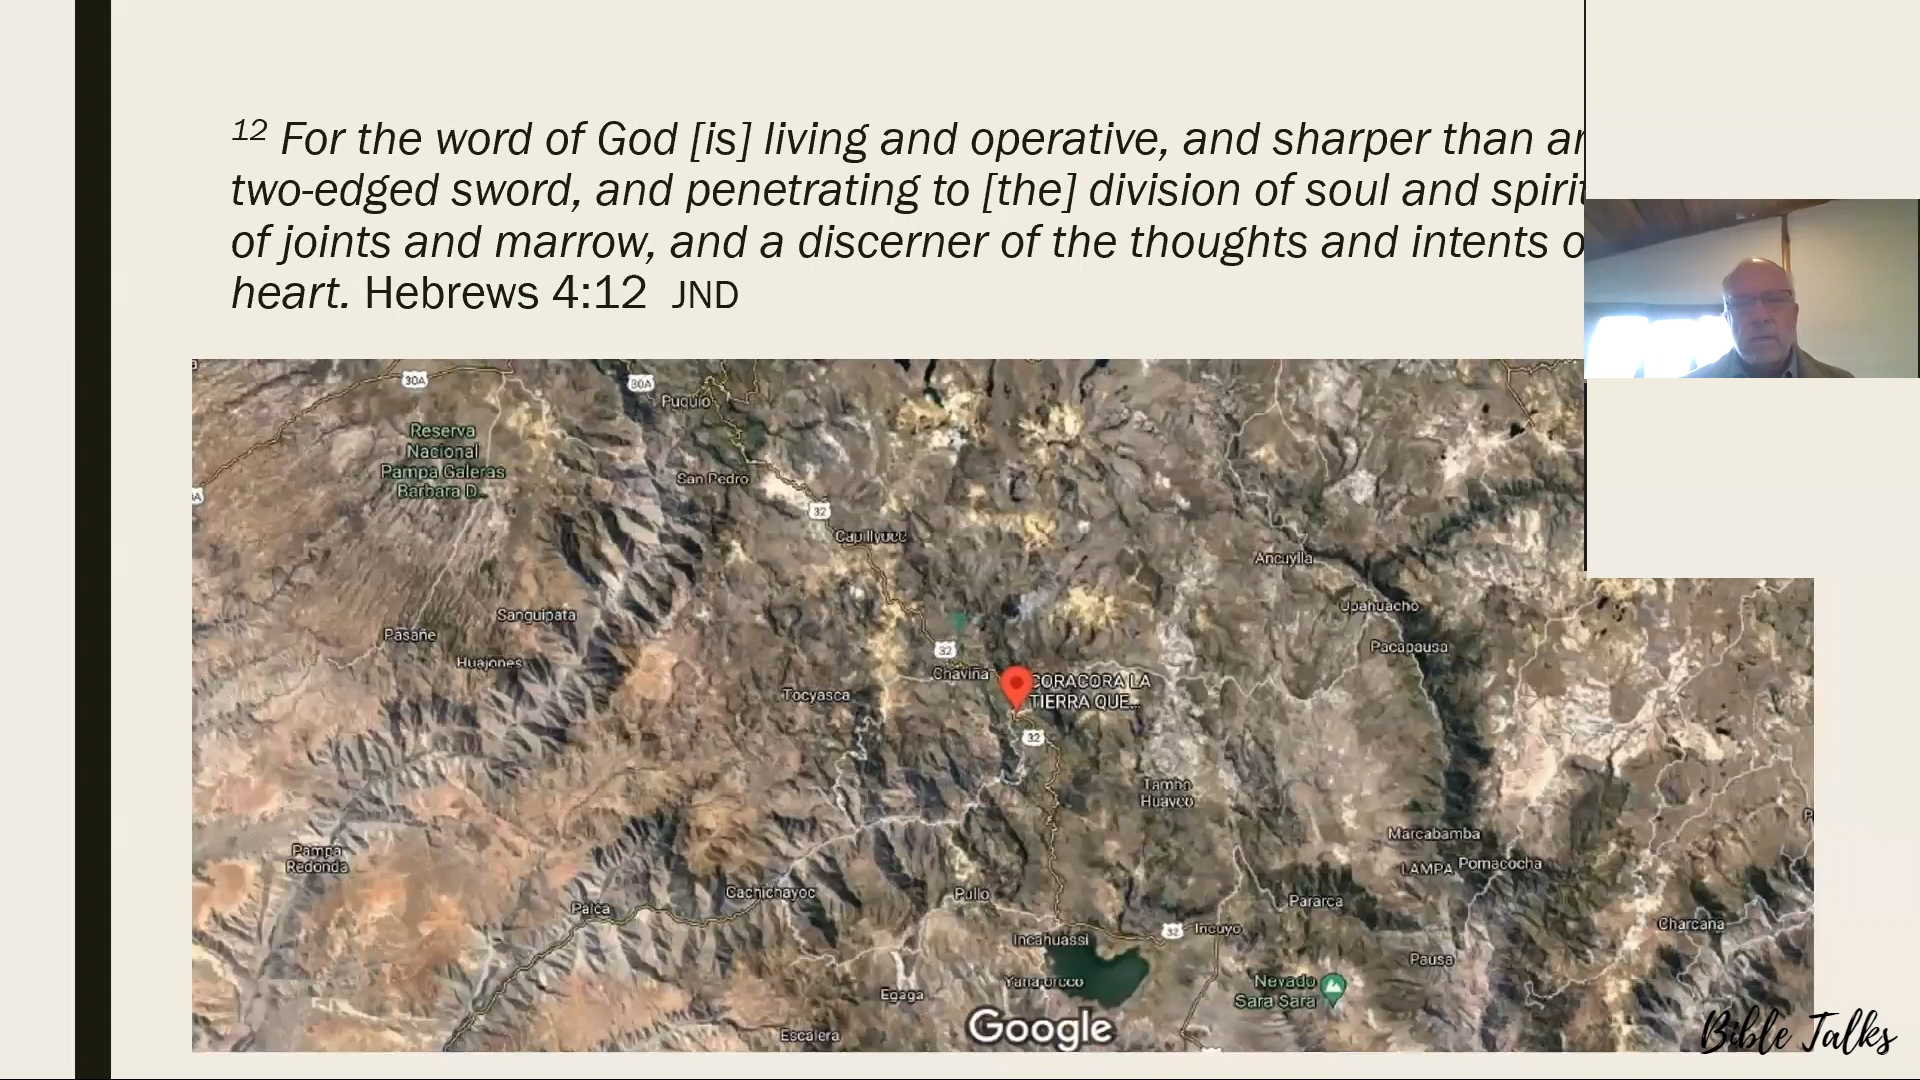 12 For the word of God [is] living and operative, and sharper than
two-edged sword, and penetrating to [the] division of soul and spirit
of joints and marrow, and a discerner of the thoughts and intents
heart. Hebrews 4:12 JND
30A
30A
Puquio
Reserva
Nacional
Pampa Galeras
Barbara D...
San Pedro
32
Capillyucc
Ancuylla
Upahuacho
Sanguipata
Pasañe
Pacapausa
32
Huajones
Chaviña
CORACORA LA
TIERRA QUE...
Tocyasca
32
Tambo
Huayco
Marcabamba
Pampa
Redonda
LAMPA
Pomacocha
Cachichayoc
Pullo
Pararca
Palca
Charcana
32
Incuyo
Incahuassi
Pausa
Yana orcco
Nevado
Sara Sara
Egaga
Google
Escalera
Bible Talks